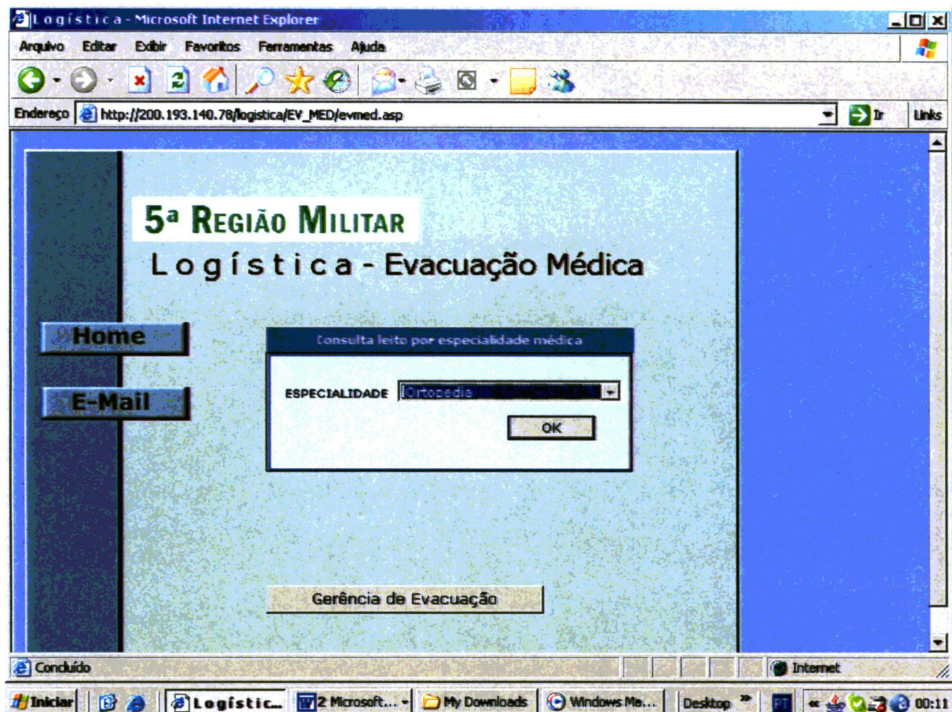 Logística - Microsoft Internet Explorer
Arquivo Editar Exibir Favoritos Ferramentas Ajuda
Endereço http://200.193.140.78/logistica/EV_MED/evmed.asp Ir Links
5ª REGIÃO MILITAR
Logística - Evacuação Médica
Home
Consulta leito por especialidade médica
E-Mail
ESPECIALIDADE Ortopedia
OK
Gerência de Evacuação
Concluído Internet
Iniciar Logístic... 2 Microsoft... My Downloads Windows Me... Desktop » PT « 00:11